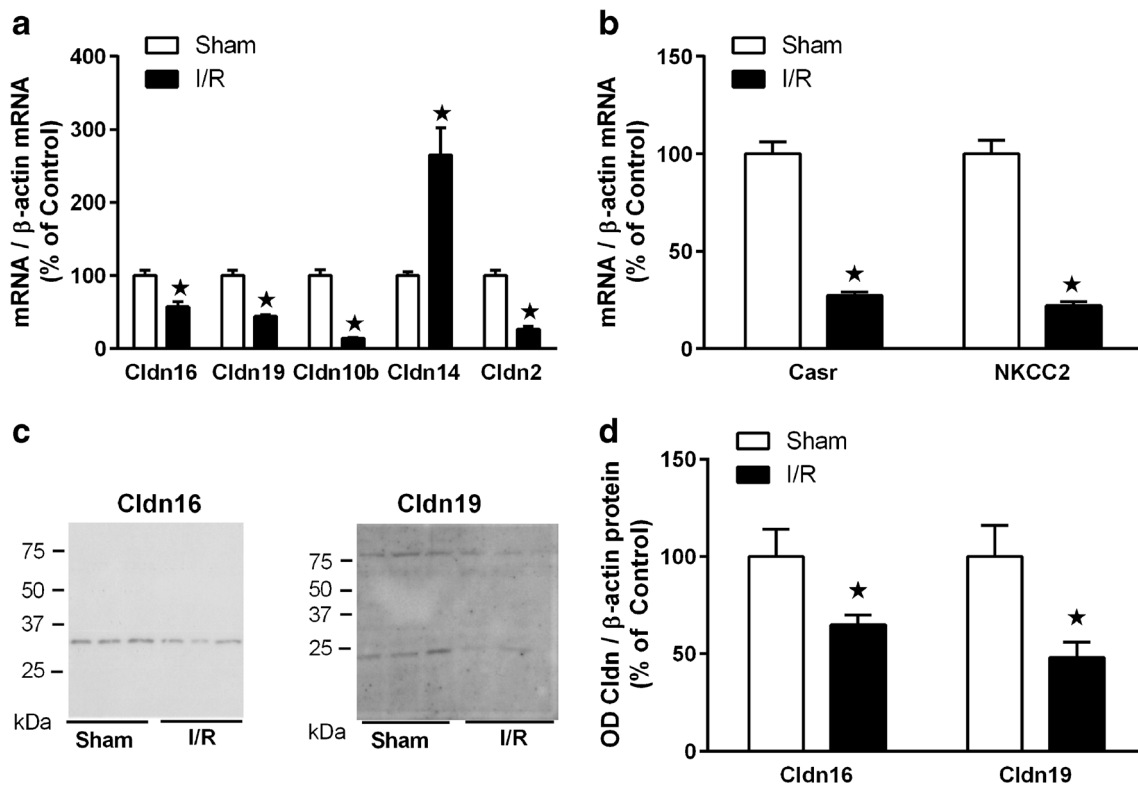 a
Sham
I/R
mRNA / β-actin mRNA
(% of Control)
400
300
200
100
0
★ ★ ★ ★ ★
Cldn16 Cldn19 Cldn10b Cldn14 Cldn2
b
Sham
I/R
mRNA / β-actin mRNA
(% of Control)
150
100
50
0
★ ★
Casr NKCC2
c
Cldn16
75
50
37
25
kDa
Sham I/R
Cldn19
75
50
37
25
Sham I/R
d
Sham
I/R
OD Cldn / β-actin protein
(% of Control)
150
100
50
0
★ ★
Cldn16 Cldn19